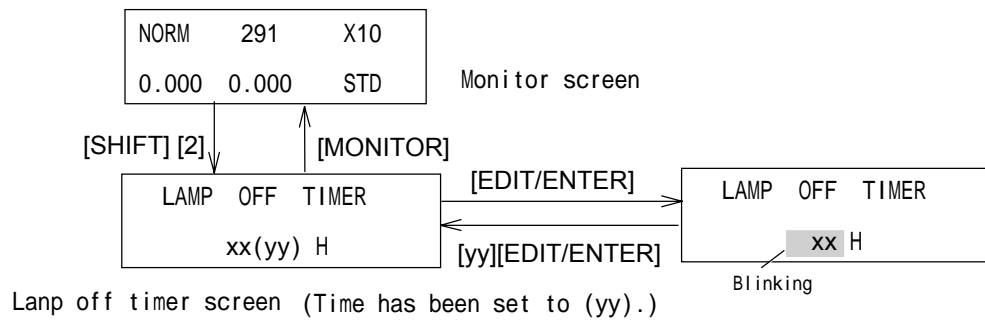 NORM 291 X10
0.000 0.000 STD
Monitor screen
[SHIFT] [2]
[MONITOR]
LAMP OFF TIMER
xx(yy) H
[EDIT/ENTER]
[yy][EDIT/ENTER]
LAMP OFF TIMER
xx H
Blinking
Lanp off timer screen (Time has been set to (yy).)